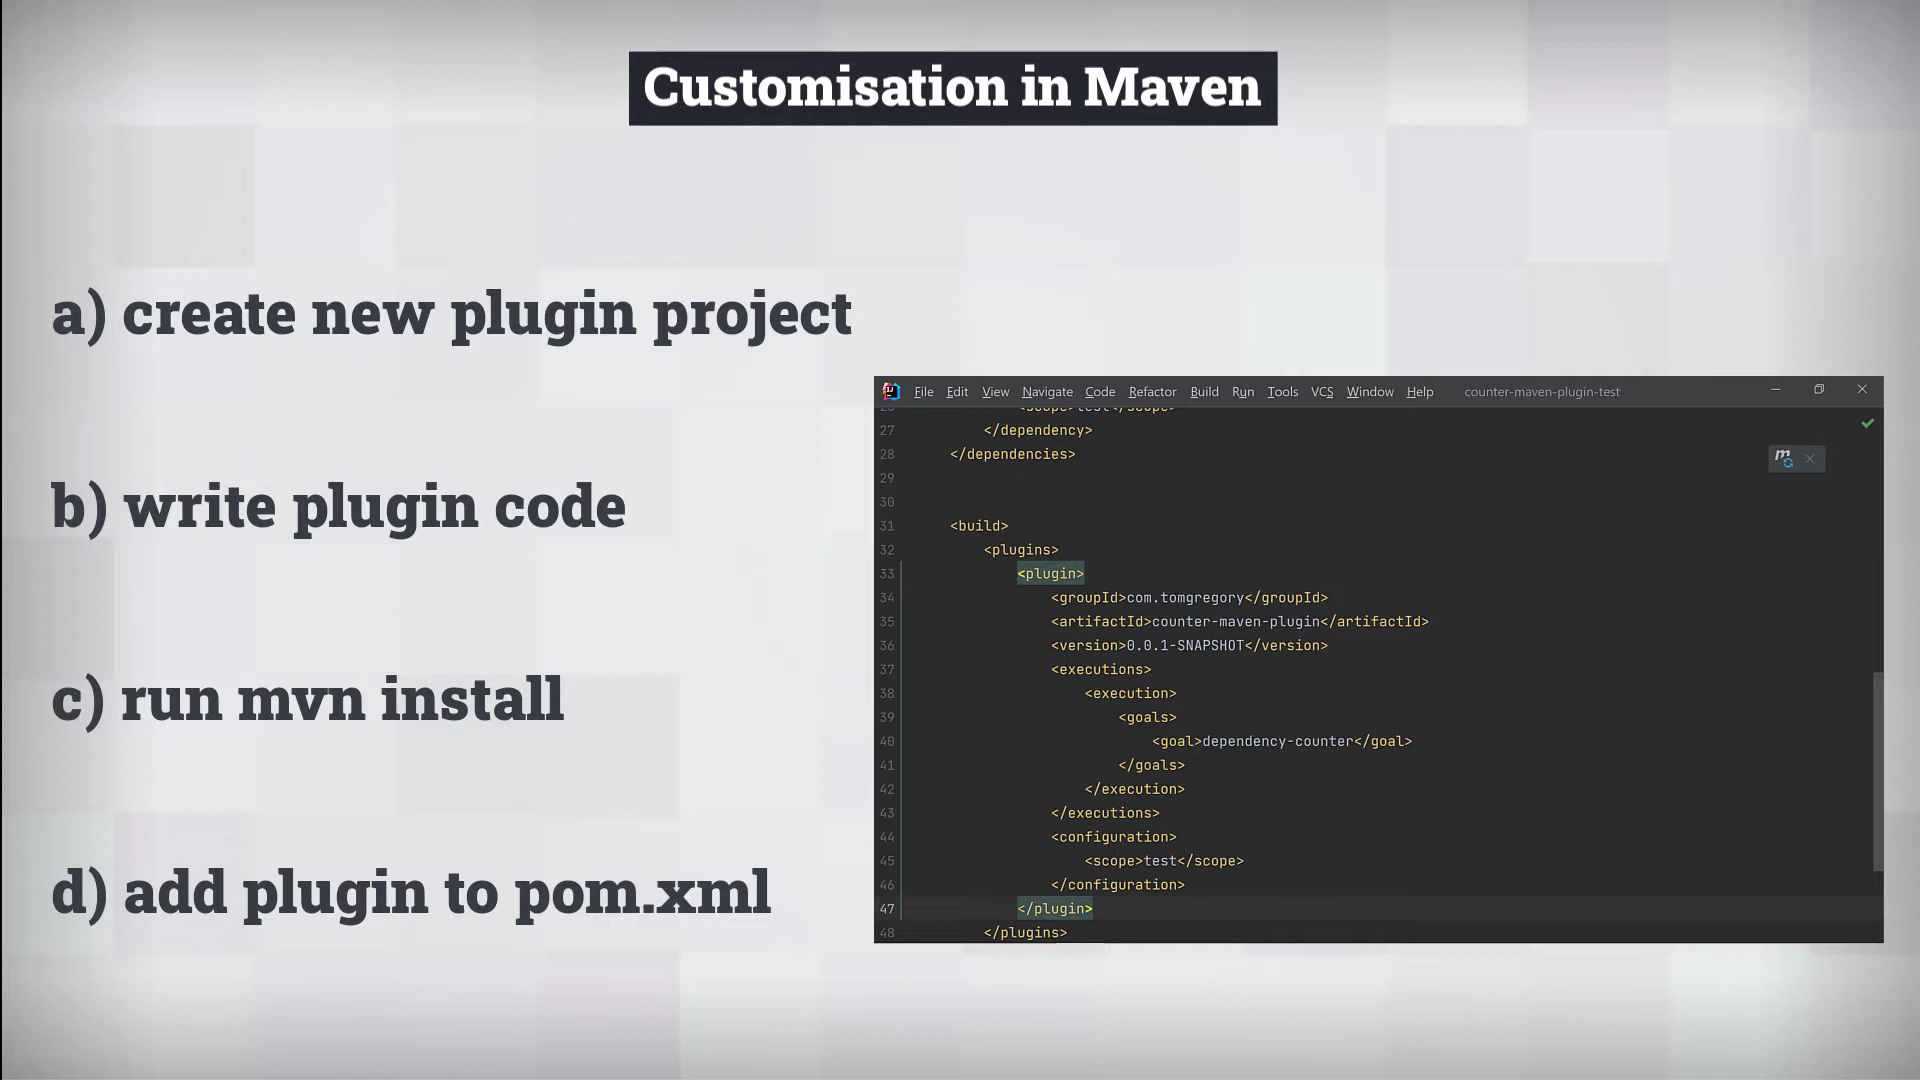 Customisation in Maven
a) create new plugin project
b) write plugin code
c) run mvn install
d) add plugin to pom.xml
File Edit View Navigate Code Refactor Build Run Tools VCS Window Help counter-maven-plugin-test
27 </dependency>
28 </dependencies>
29
30
31 <build>
32 <plugins>
33 <plugin>
34 <groupId>com.tomgregory</groupId>
35 <artifactId>counter-maven-plugin</artifactId>
36 <version>0.0.1-SNAPSHOT</version>
37 <executions>
38 <execution>
39 <goals>
40 <goal>dependency-counter</goal>
41 </goals>
42 </execution>
43 </executions>
44 <configuration>
45 <scope>test</scope>
46 </configuration>
47 </plugin>
48 </plugins>